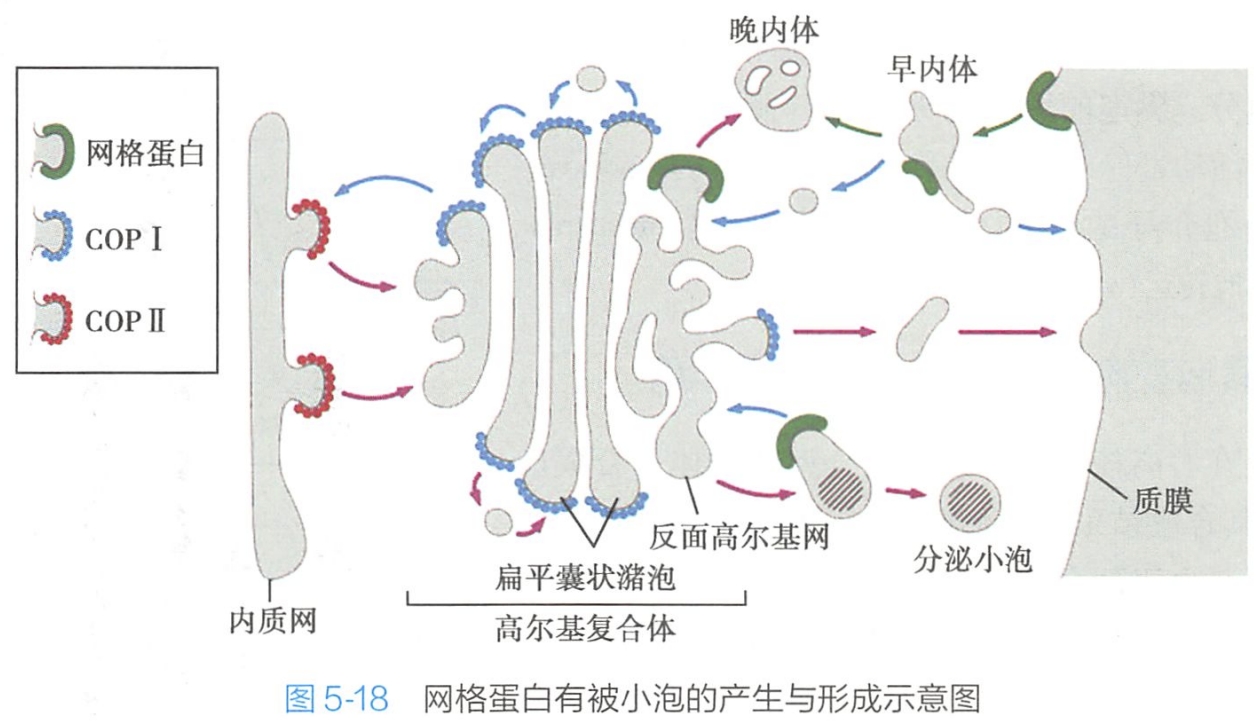 晚内体
早内体
网格蛋白
COP Ⅰ
COP Ⅱ
质膜
反面高尔基网
分泌小泡
扁平囊状潴泡
内质网
高尔基复合体
图 5-18 网格蛋白有被小泡的产生与形成示意图